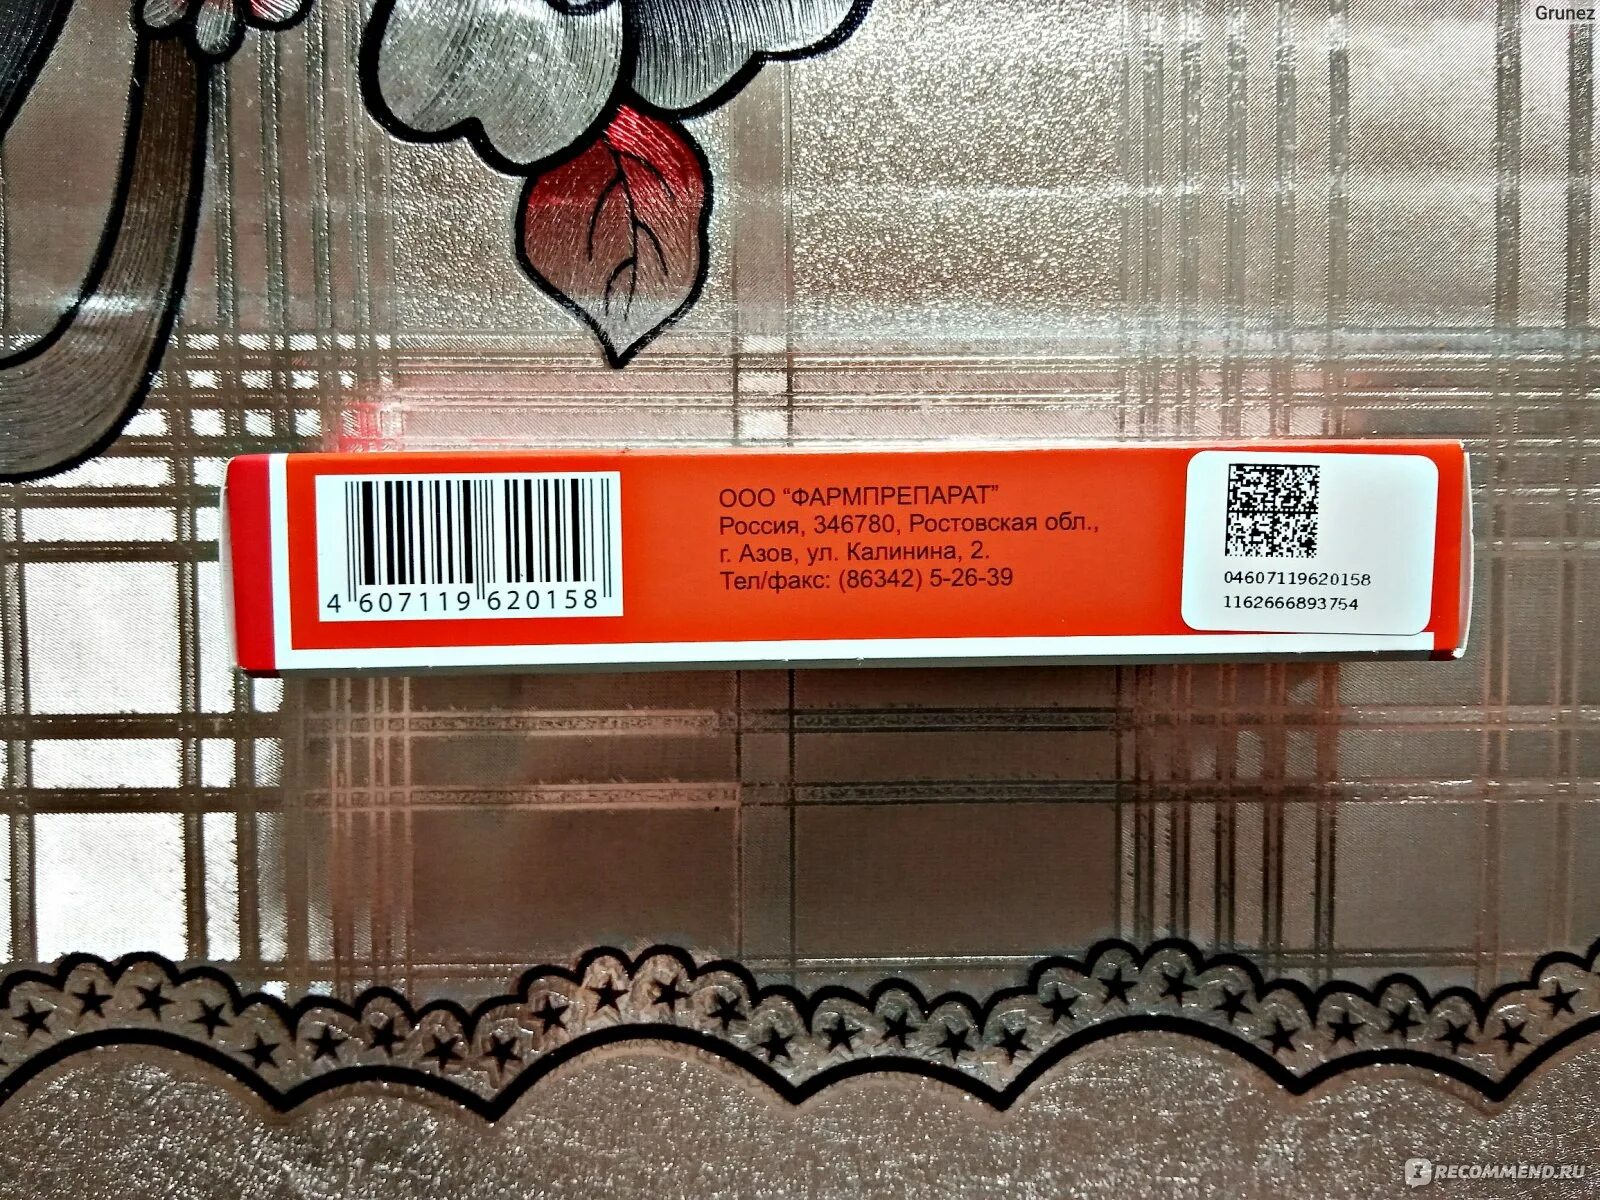 Grunez
4 607119 620158
ООО “ФАРМПРЕПАРАТ”
Россия, 346780, Ростовская обл.,
г. Азов, ул. Калинина, 2.
Тел/факс: (86342) 5-26-39
04607119620158
1162666893754
RECOMMEND.RU